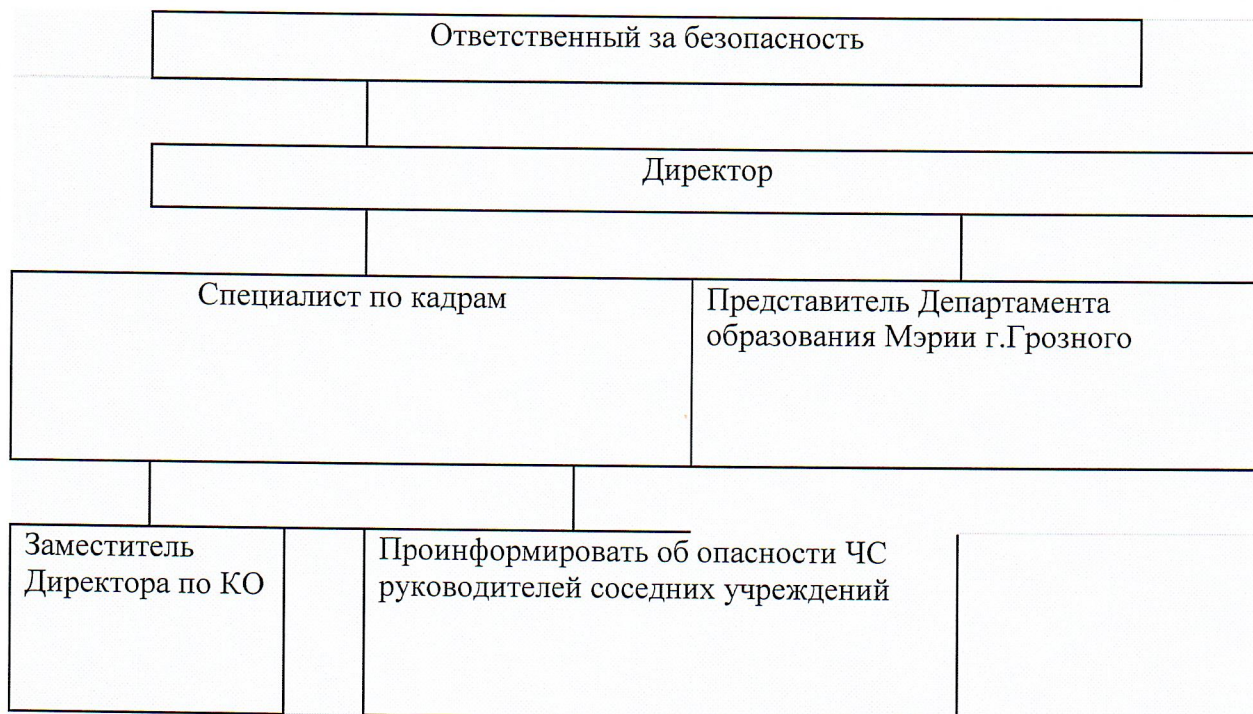 Ответственный за безопасность
Директор
Специалист по кадрам
Представитель Департамента
образования Мэрии г.Грозного
Заместитель
Директора по КО
Проинформировать об опасности ЧС
руководителей соседних учреждений